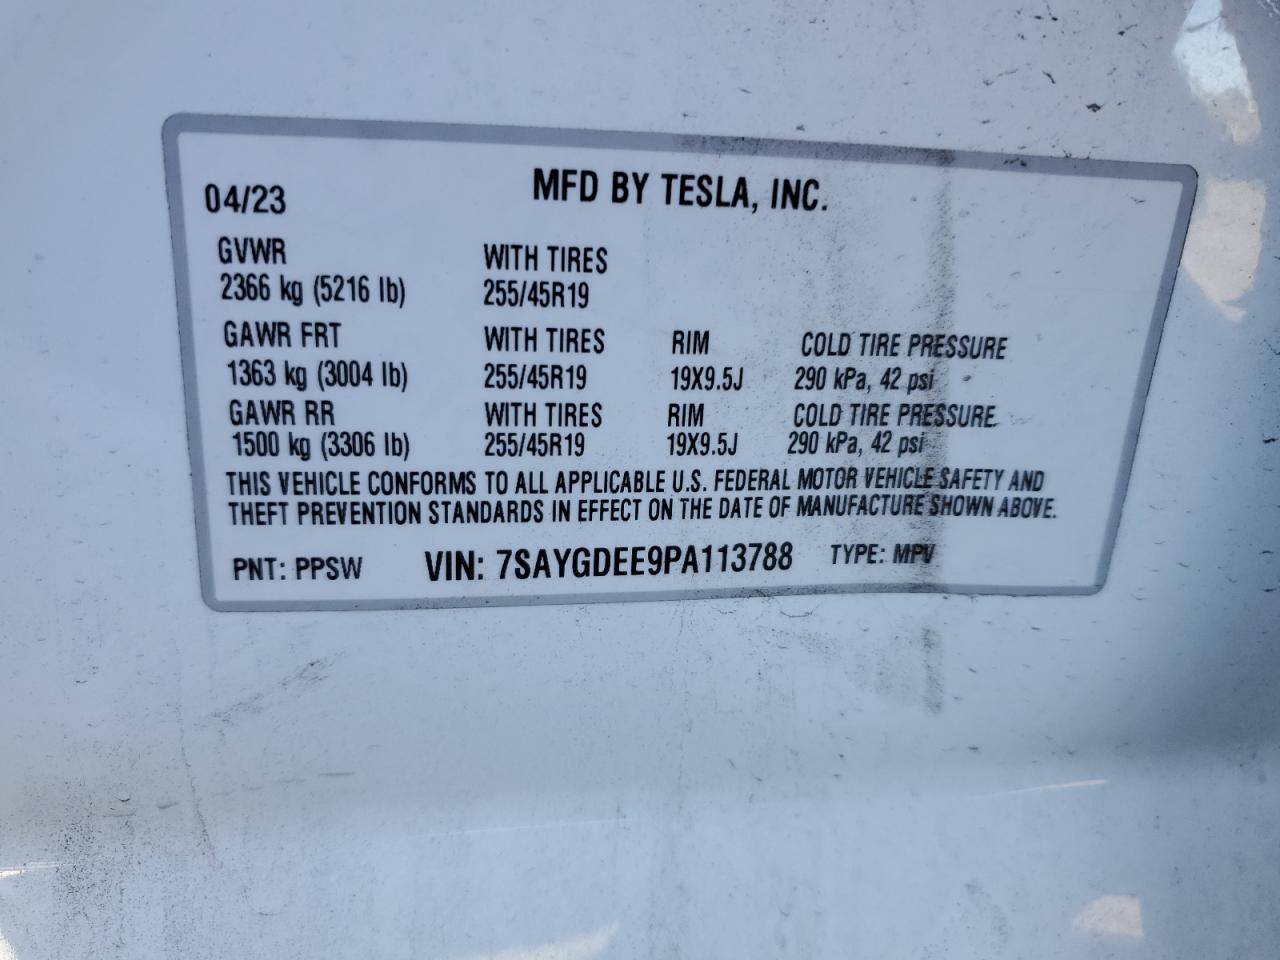 04/23 MFD BY TESLA, INC.
GVWR WITH TIRES
2366 kg (5216 lb) 255/45R19
GAWR FRT WITH TIRES RIM COLD TIRE PRESSURE
1363 kg (3004 lb) 255/45R19 19X9.5J 290 kPa, 42 psi
GAWR RR WITH TIRES RIM COLD TIRE PRESSURE
1500 kg (3306 lb) 255/45R19 19X9.5J 290 kPa, 42 psi
THIS VEHICLE CONFORMS TO ALL APPLICABLE U.S. FEDERAL MOTOR VEHICLE SAFETY AND
THEFT PREVENTION STANDARDS IN EFFECT ON THE DATE OF MANUFACTURE SHOWN ABOVE.
PNT: PPSW VIN: 7SAYGDEE9PA113788 TYPE: MPV